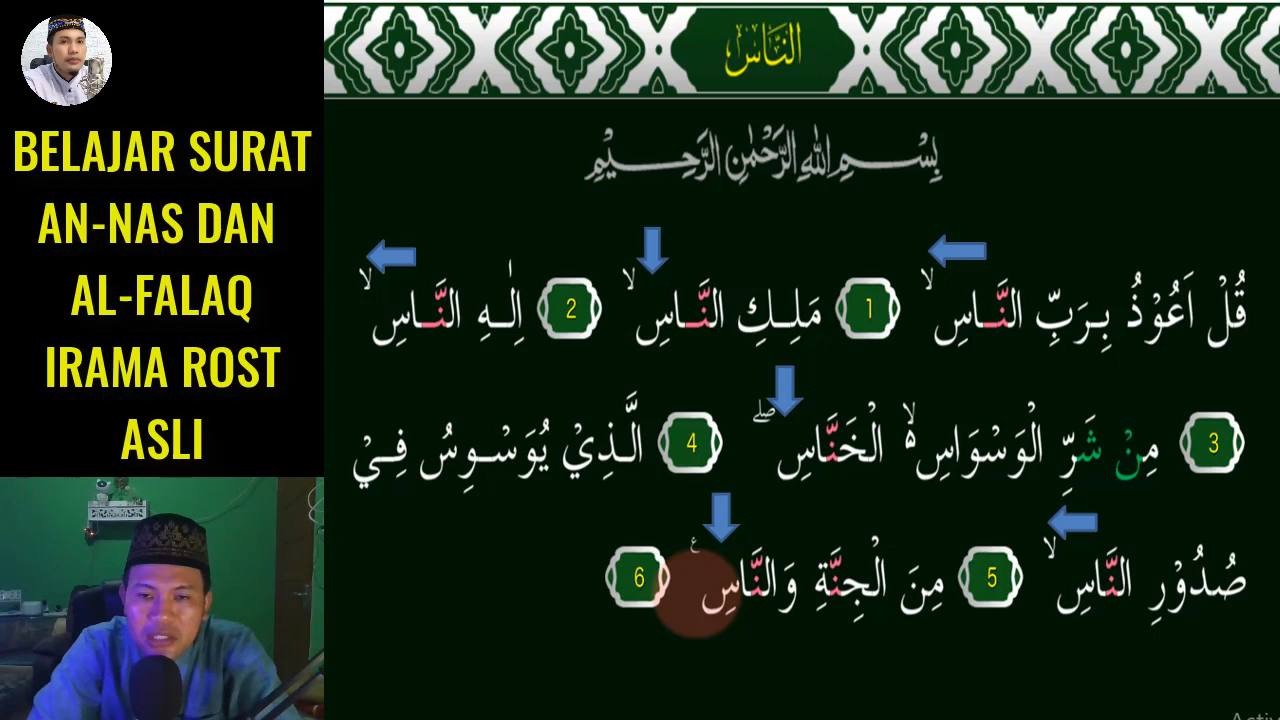 BELAJAR SURAT
AN-NAS DAN
AL-FALAQ
IRAMA ROST
ASLI
النَّاسِ
بِسْمِ اللهِ الرَّحْمٰنِ الرَّحِيْمِ
قُلْ اَعُوْذُ بِرَبِّ النَّاسِ ۙ 1 مَلِكِ النَّاسِ ۙ 2 اِلٰهِ النَّاسِ ۙ
3 مِنْ شَرِّ الْوَسْوَاسِ ەۙ الْخَنَّاسِ ۖ 4 الَّذِيْ يُوَسْوِسُ فِيْ
صُدُوْرِ النَّاسِ ۙ 5 مِنَ الْجِنَّةِ وَالنَّاسِ ࣖ 6